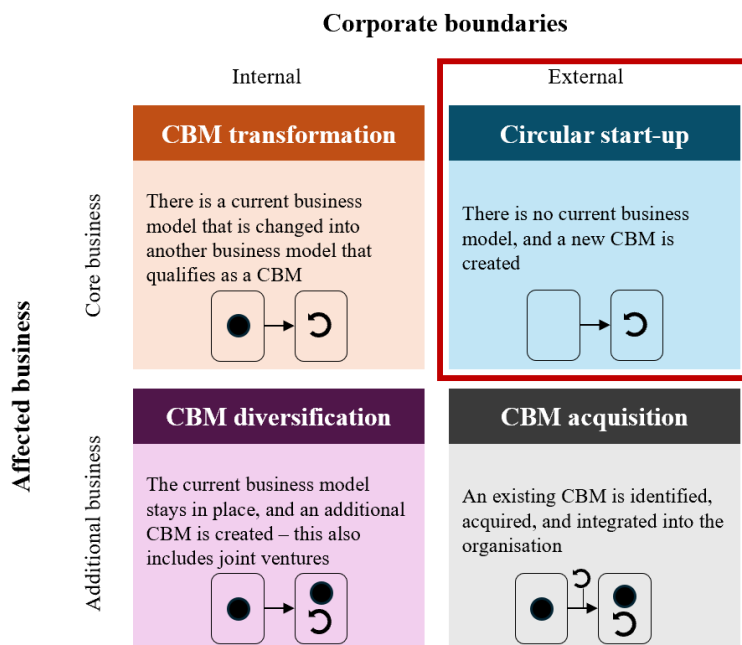 Corporate boundaries
Internal
External
Affected business
Core business
CBM transformation
There is a current business
model that is changed into
another business model that
qualifies as a CBM
Circular start-up
There is no current business
model, and a new CBM is
created
Additional business
CBM diversification
The current business model
stays in place, and an additional
CBM is created – this also
includes joint ventures
CBM acquisition
An existing CBM is identified,
acquired, and integrated into the
organisation